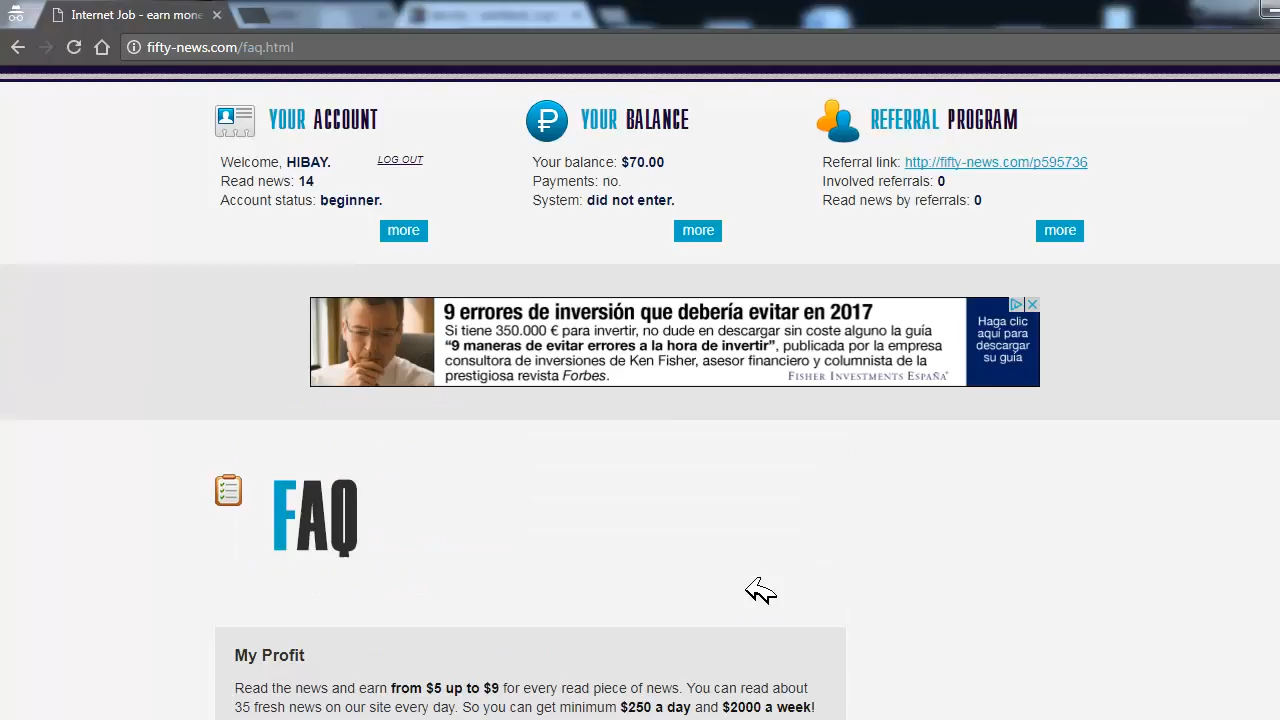 Internet Job – earn mone
fifty-news.com/faq.html
YOUR ACCOUNT
Welcome, HIBAY.
LOG OUT
Read news: 14
Account status: beginner.
more
YOUR BALANCE
Your balance: $70.00
Payments: no.
System: did not enter.
more
REFERRAL PROGRAM
Referral link: http://fifty-news.com/p595736
Involved referrals: 0
Read news by referrals: 0
more
9 errores de inversión que debería evitar en 2017
Si tiene 350.000 € para invertir, no dude en descargar sin coste alguno la guía
“9 maneras de evitar errores a la hora de invertir”, publicada por la empresa
consultora de inversiones de Ken Fisher, asesor financiero y columnista de la
prestigiosa revista Forbes.
FISHER INVESTMENTS ESPAÑA
Haga clic
aquí para
descargar
su guía
FAQ
My Profit
Read the news and earn from $5 up to $9 for every read piece of news. You can read about
35 fresh news on our site every day. So you can get minimum $250 a day and $2000 a week!